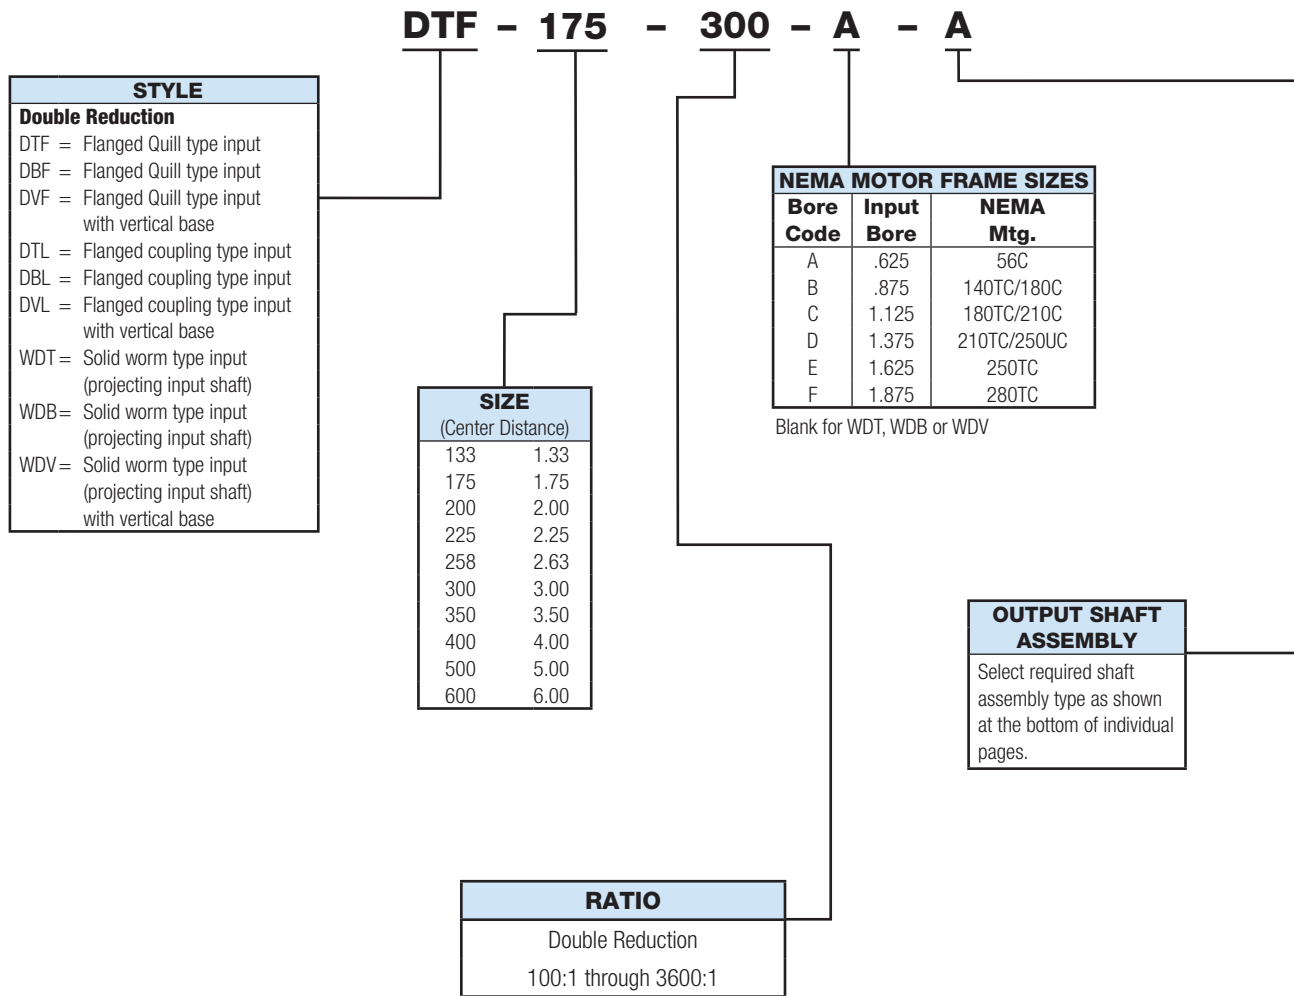 DTF – 175 – 300 – A – A
STYLE
Double Reduction
DTF = Flanged Quill type input
DBF = Flanged Quill type input
DVF = Flanged Quill type input
with vertical base
DTL = Flanged coupling type input
DBL = Flanged coupling type input
DVL = Flanged coupling type input
with vertical base
WDT = Solid worm type input
(projecting input shaft)
WDB = Solid worm type input
(projecting input shaft)
WDV = Solid worm type input
(projecting input shaft)
with vertical base
SIZE
(Center Distance)
133 1.33
175 1.75
200 2.00
225 2.25
258 2.63
300 3.00
350 3.50
400 4.00
500 5.00
600 6.00
NEMA MOTOR FRAME SIZES
Bore Input NEMA
Code Bore Mtg.
A .625 56C
B .875 140TC/180C
C 1.125 180TC/210C
D 1.375 210TC/250UC
E 1.625 250TC
F 1.875 280TC
Blank for WDT, WDB or WDV
OUTPUT SHAFT
ASSEMBLY
Select required shaft
assembly type as shown
at the bottom of individual
pages.
RATIO
Double Reduction
100:1 through 3600:1